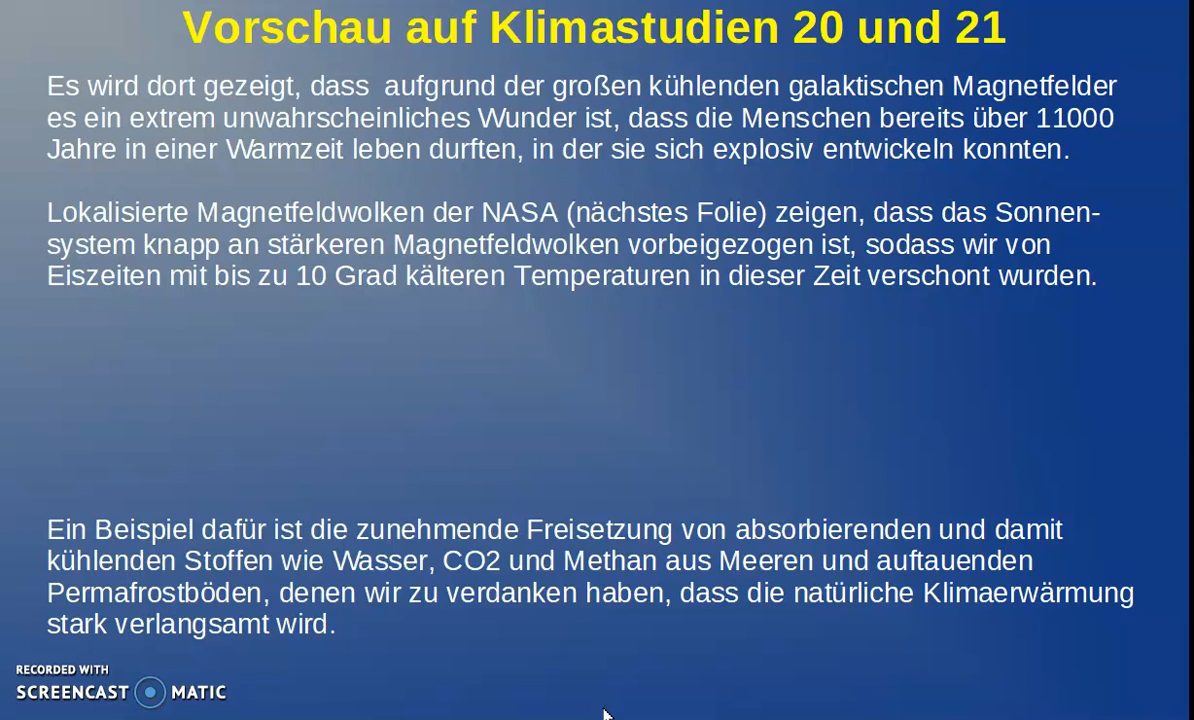 Vorschau auf Klimastudien 20 und 21
Es wird dort gezeigt, dass  aufgrund der großen kühlenden galaktischen Magnetfelder
es ein extrem unwahrscheinliches Wunder ist, dass die Menschen bereits über 11000
Jahre in einer Warmzeit leben durften, in der sie sich explosiv entwickeln konnten.
Lokalisierte Magnetfeldwolken der NASA (nächstes Folie) zeigen, dass das Sonnen-
system knapp an stärkeren Magnetfeldwolken vorbeigezogen ist, sodass wir von
Eiszeiten mit bis zu 10 Grad kälteren Temperaturen in dieser Zeit verschont wurden.
Ein Beispiel dafür ist die zunehmende Freisetzung von absorbierenden und damit
kühlenden Stoffen wie Wasser, CO2 und Methan aus Meeren und auftauenden
Permafrostböden, denen wir zu verdanken haben, dass die natürliche Klimaerwärmung
stark verlangsamt wird.
RECORDED WITH
SCREENCAST MATIC